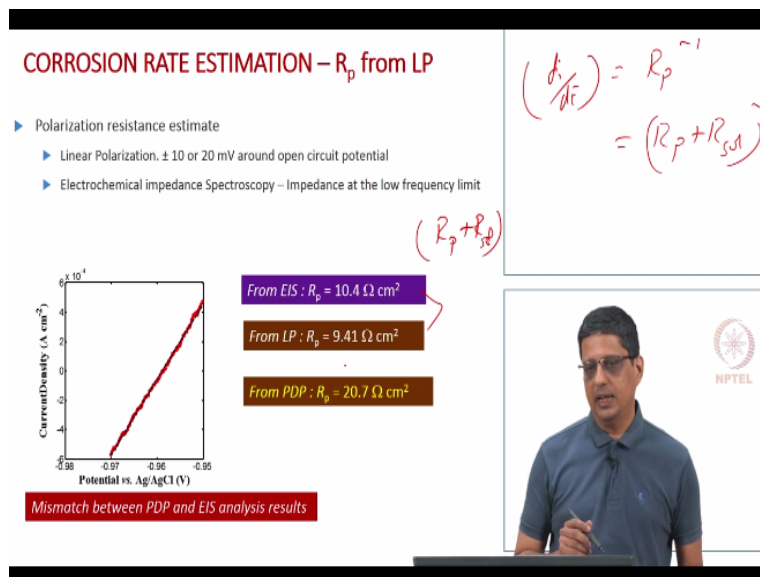 CORROSION RATE ESTIMATION – Rp from LP
Polarization resistance estimate
Linear Polarization. ± 10 or 20 mV around open circuit potential
Electrochemical impedance Spectroscopy – Impedance at the low frequency limit
(Rp + Rsol)
From EIS : Rp = 10.4 Ω cm²
From LP : Rp = 9.41 Ω cm²
From PDP : Rp = 20.7 Ω cm²
x 10⁻⁴
6
4
2
0
-2
-4
-6
CurrentDensity (A cm⁻²)
-0.98 -0.97 -0.96 -0.95
Potential vs. Ag/AgCl (V)
Mismatch between PDP and EIS analysis results
(di/dE) = Rp⁻¹
= (Rp + Rsol)⁻
NPTEL